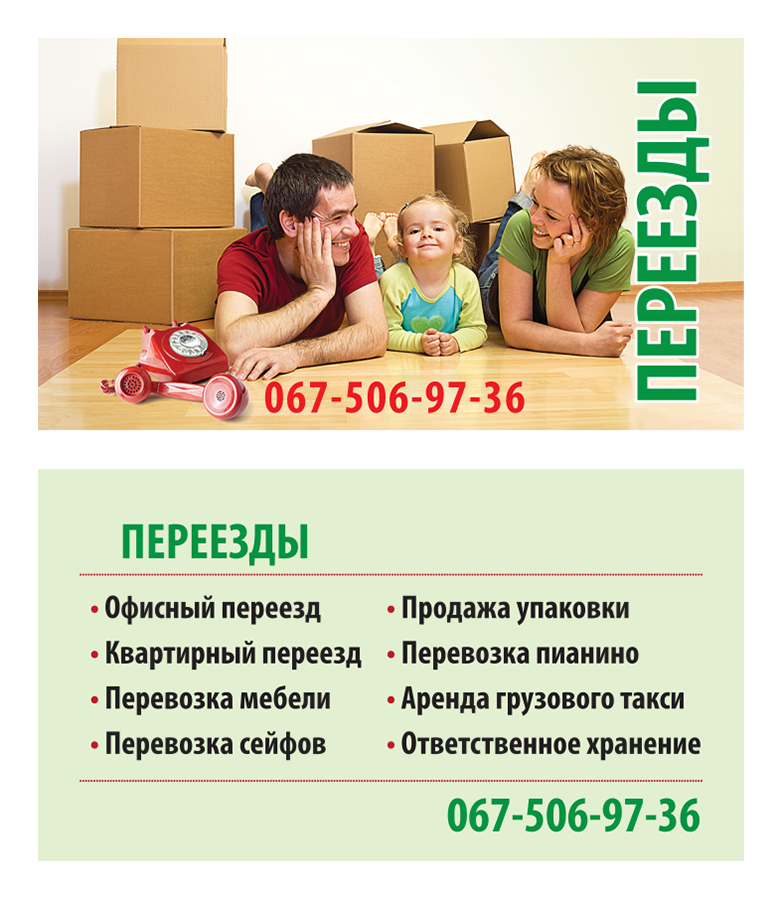 ПЕРЕЕЗДЫ
067-506-97-36
ПЕРЕЕЗДЫ
• Офисный переезд
• Квартирный переезд
• Перевозка мебели
• Перевозка сейфов
• Продажа упаковки
• Перевозка пианино
• Аренда грузового такси
• Ответственное хранение
067-506-97-36